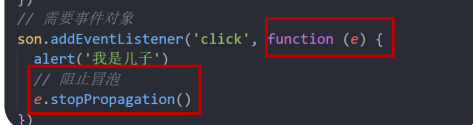 })
// 需要事件对象
son.addEventListener('click', function (e) {
alert('我是儿子')
// 阻止冒泡
e.stopPropagation()
})